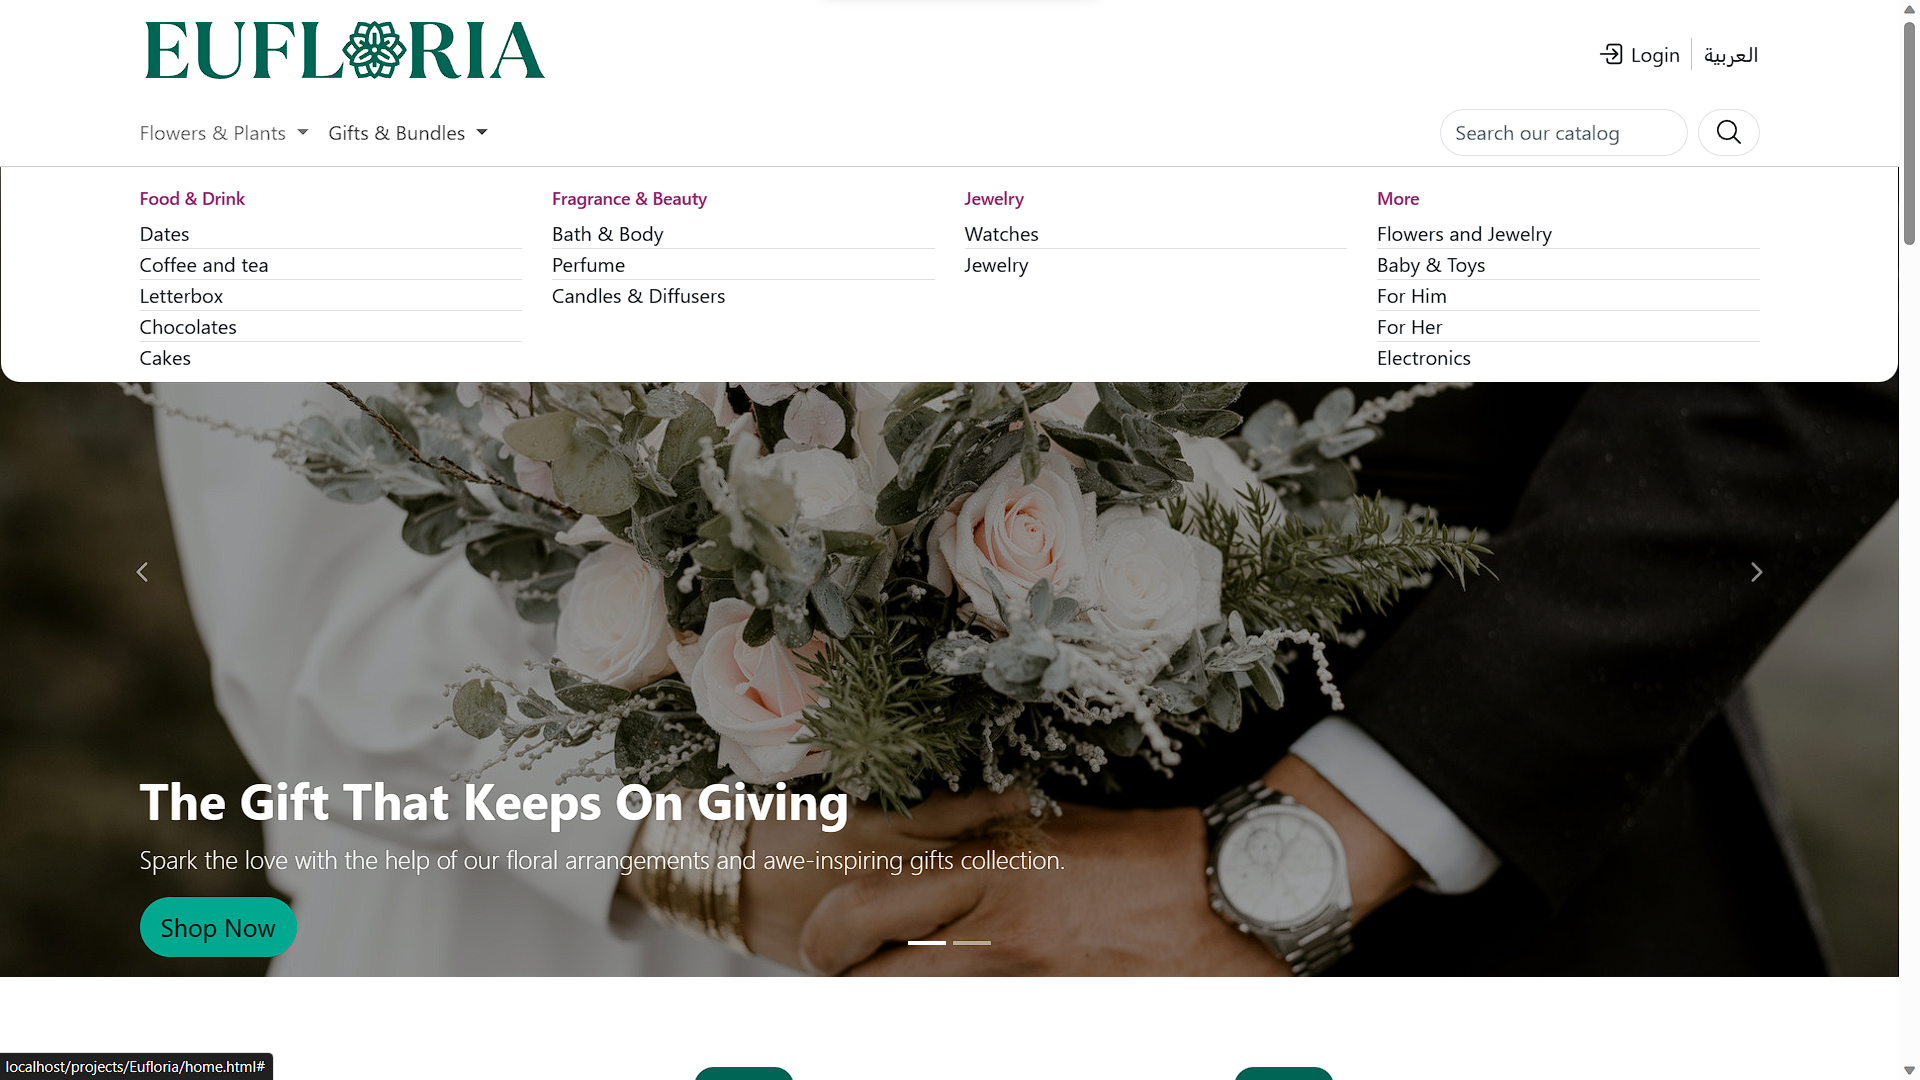 EUFLORIA
Login
العربية
Flowers & Plants
Gifts & Bundles
Search our catalog
Food & Drink
Dates
Coffee and tea
Letterbox
Chocolates
Cakes
Fragrance & Beauty
Bath & Body
Perfume
Candles & Diffusers
Jewelry
Watches
Jewelry
More
Flowers and Jewelry
Baby & Toys
For Him
For Her
Electronics
The Gift That Keeps On Giving
Spark the love with the help of our floral arrangements and awe-inspiring gifts collection.
Shop Now
localhost/projects/Eufloria/home.html#